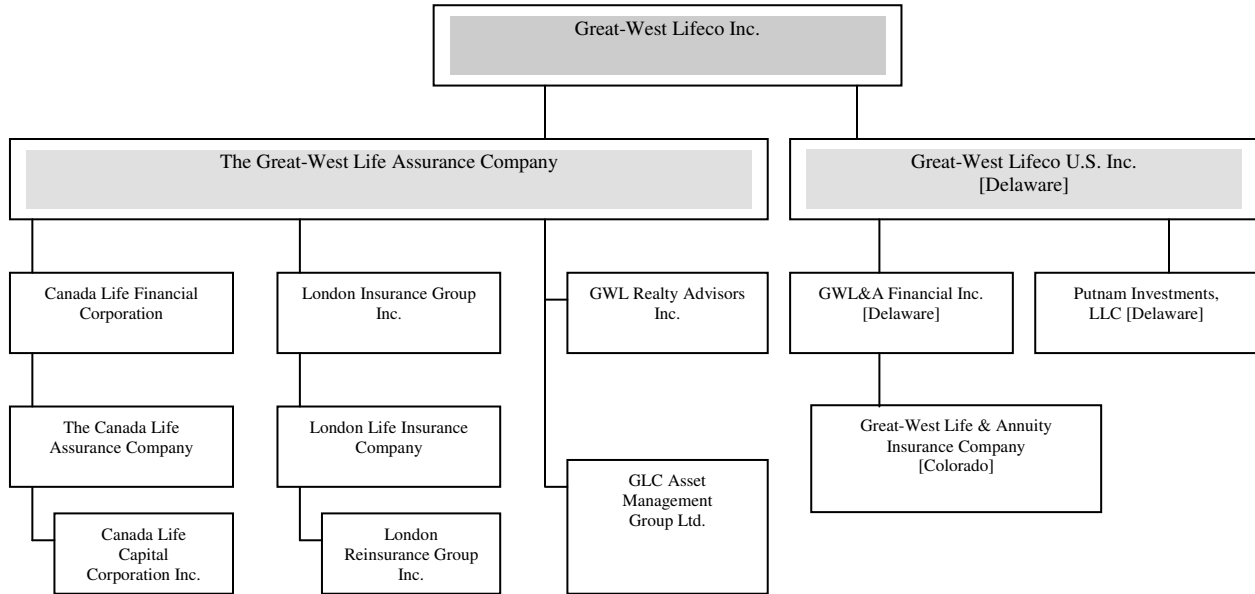 Great-West Lifeco Inc.
The Great-West Life Assurance Company
Great-West Lifeco U.S. Inc.
[Delaware]
Canada Life Financial
Corporation
London Insurance Group
Inc.
GWL Realty Advisors
Inc.
GWL&A Financial Inc.
[Delaware]
Putnam Investments,
LLC [Delaware]
The Canada Life
Assurance Company
London Life Insurance
Company
GLC Asset
Management
Group Ltd.
Great-West Life & Annuity
Insurance Company
[Colorado]
Canada Life
Capital
Corporation Inc.
London
Reinsurance Group
Inc.